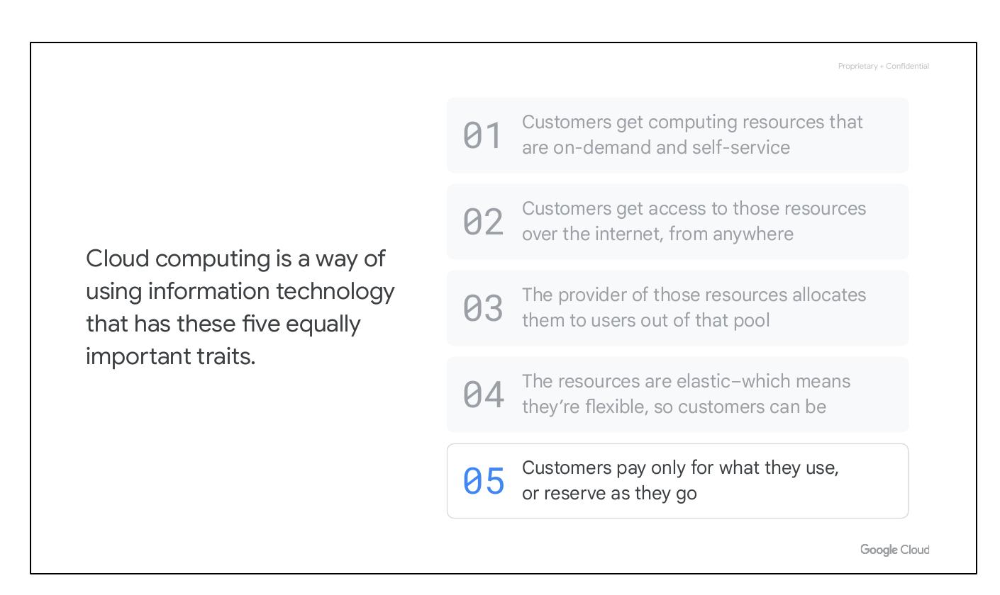 Proprietary + Confidential
Cloud computing is a way of
using information technology
that has these five equally
important traits.
01
Customers get computing resources that
are on-demand and self-service
02
Customers get access to those resources
over the internet, from anywhere
03
The provider of those resources allocates
them to users out of that pool
04
The resources are elastic–which means
they’re flexible, so customers can be
05
Customers pay only for what they use,
or reserve as they go
Google Cloud